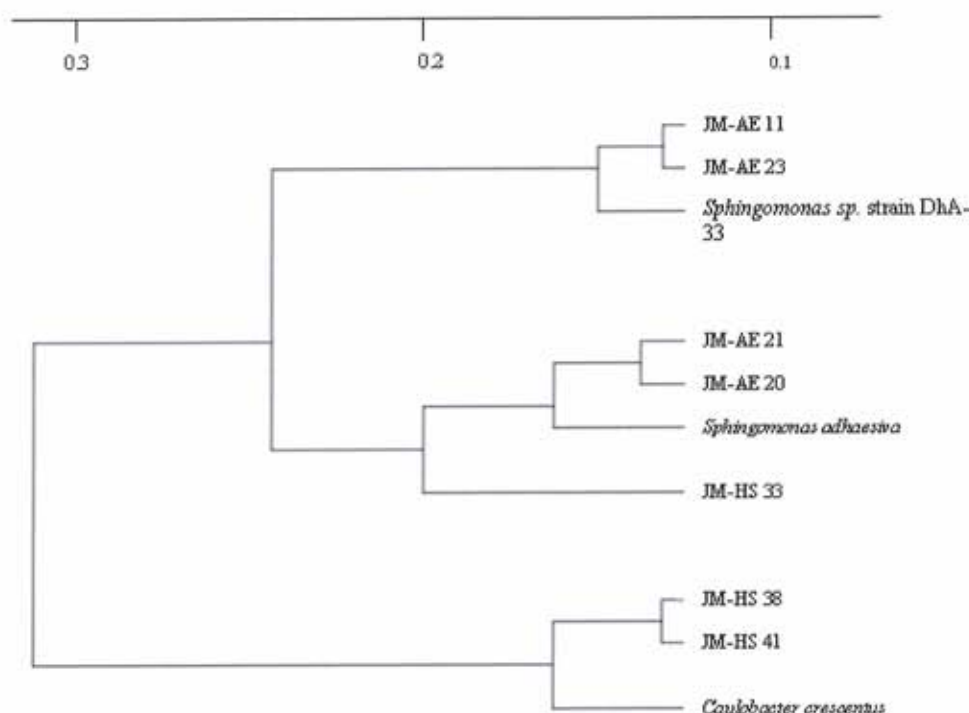 0.3 0.2 0.1
JM-AE 11
JM-AE 23
Sphingomonas sp. strain DhA-
33
JM-AE 21
JM-AE 20
Sphingomonas adhaesiva
JM-HS 33
JM-HS 38
JM-HS 41
Caulobacter crescentus